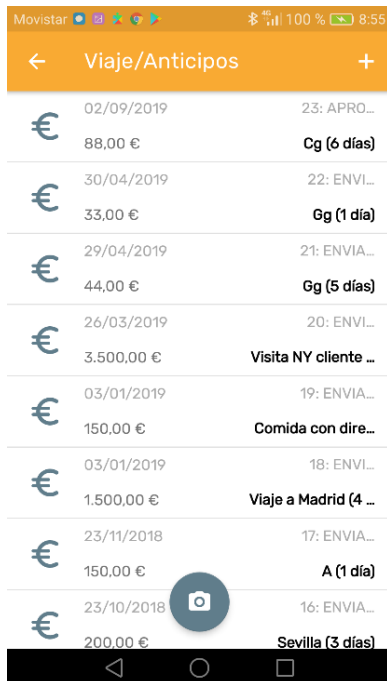 Movistar 4G 100 % 8:55
Viaje/Anticipos +
02/09/2019 23: APRO...
€ 88,00 € Cg (6 días)
30/04/2019 22: ENVI...
€ 33,00 € Gg (1 día)
29/04/2019 21: ENVIA...
€ 44,00 € Gg (5 días)
26/03/2019 20: ENVI...
€ 3.500,00 € Visita NY cliente ...
03/01/2019 19: ENVIA...
€ 150,00 € Comida con dire...
03/01/2019 18: ENVI...
€ 1.500,00 € Viaje a Madrid (4 ...
23/11/2018 17: ENVIA...
€ 150,00 € A (1 día)
23/10/2018 16: ENVIA...
€ 200,00 € Sevilla (3 días)